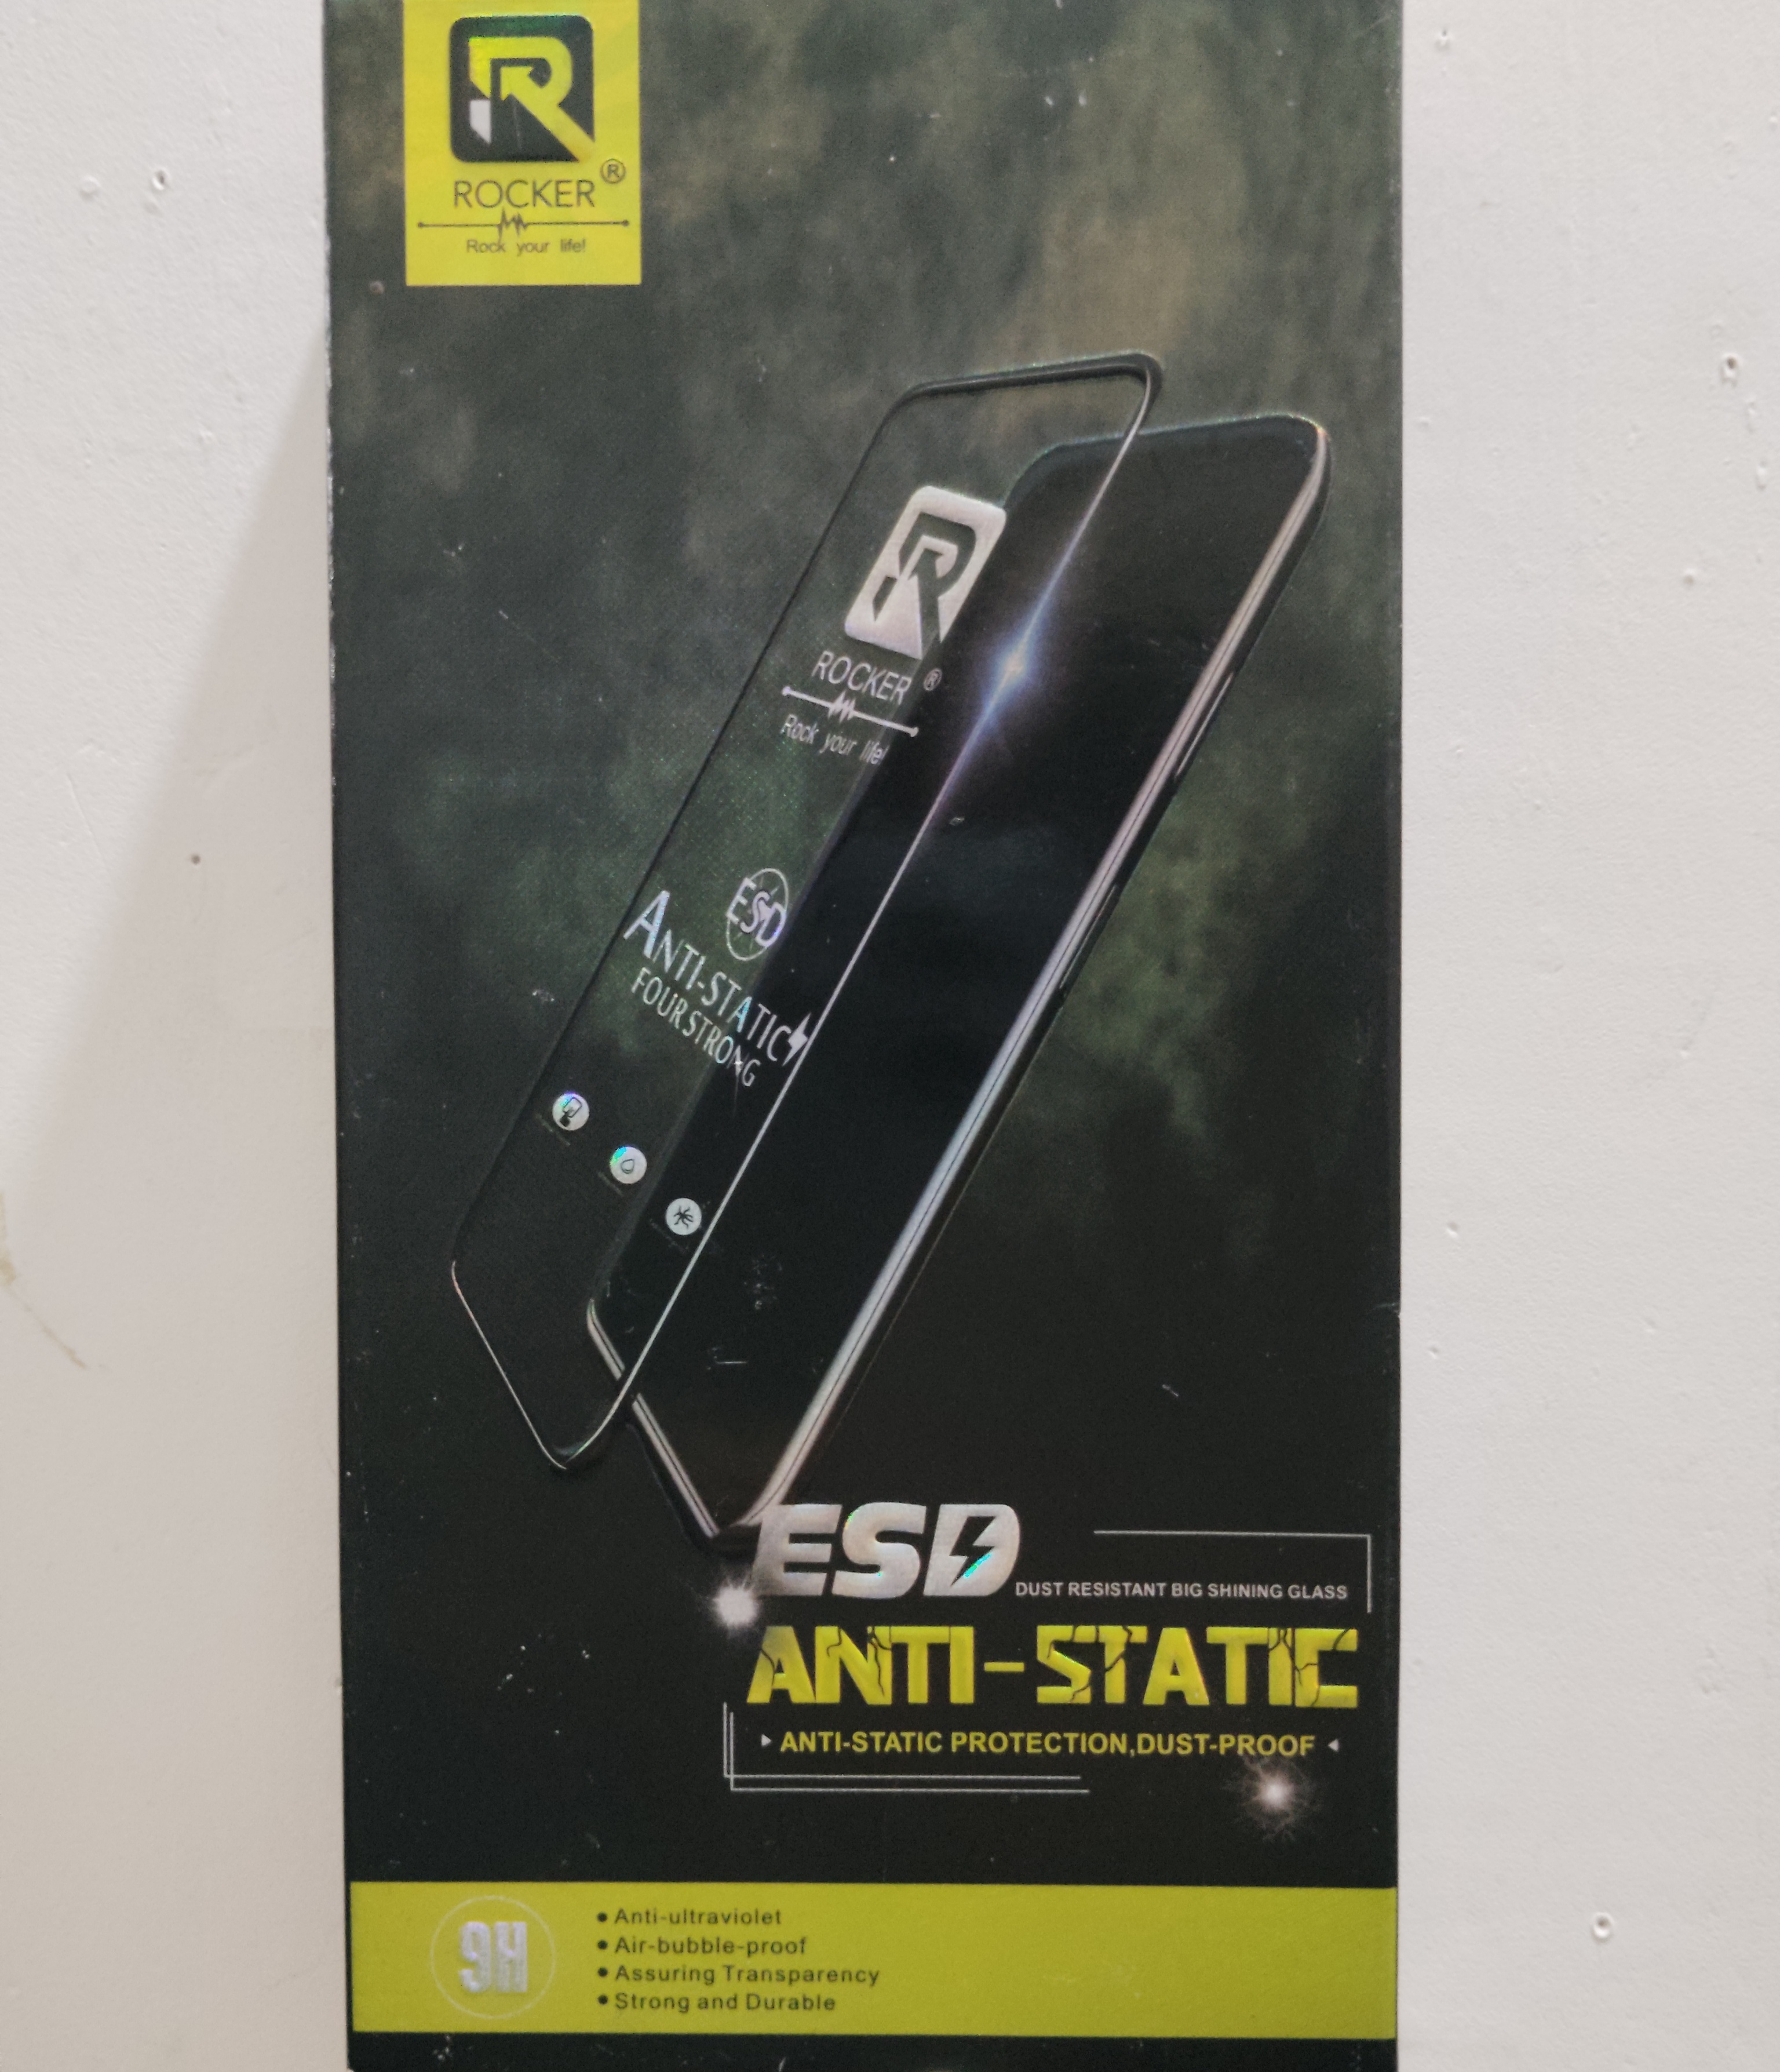 R
ROCKER®
Rock your life!
R
ROCKER ®
Rock your life!
ESD
ANTI-STATIC
FOUR STRONG
ESD
DUST RESISTANT BIG SHINING GLASS
ANTI-STATIC
ANTI-STATIC PROTECTION,DUST-PROOF
9H
• Anti-ultraviolet
• Air-bubble-proof
• Assuring Transparency
• Strong and Durable